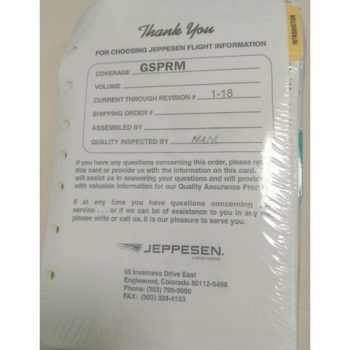 INTRODUCTION
Thank You
FOR CHOOSING JEPPESEN FLIGHT INFORMATION
COVERAGE GSPRM
VOLUME
CURRENT THROUGH REVISION # 1-18
SHIPPING ORDER #
ASSEMBLED BY
QUALITY INSPECTED BY
If you have any questions concerning this order, please
this card or provide us with the information on this card.
will assist us in answering your questions and will provide
with valuable information for our Quality Assurance
If at any time you have questions concerning
service . . . or if we can be of assistance to you in any
please write or call us. It is our pleasure to serve you.
JEPPESEN
55 Inverness Drive East
Englewood, Colorado 80112-5498
Phone: (303) 799-9090
FAX: (303) 328-4153